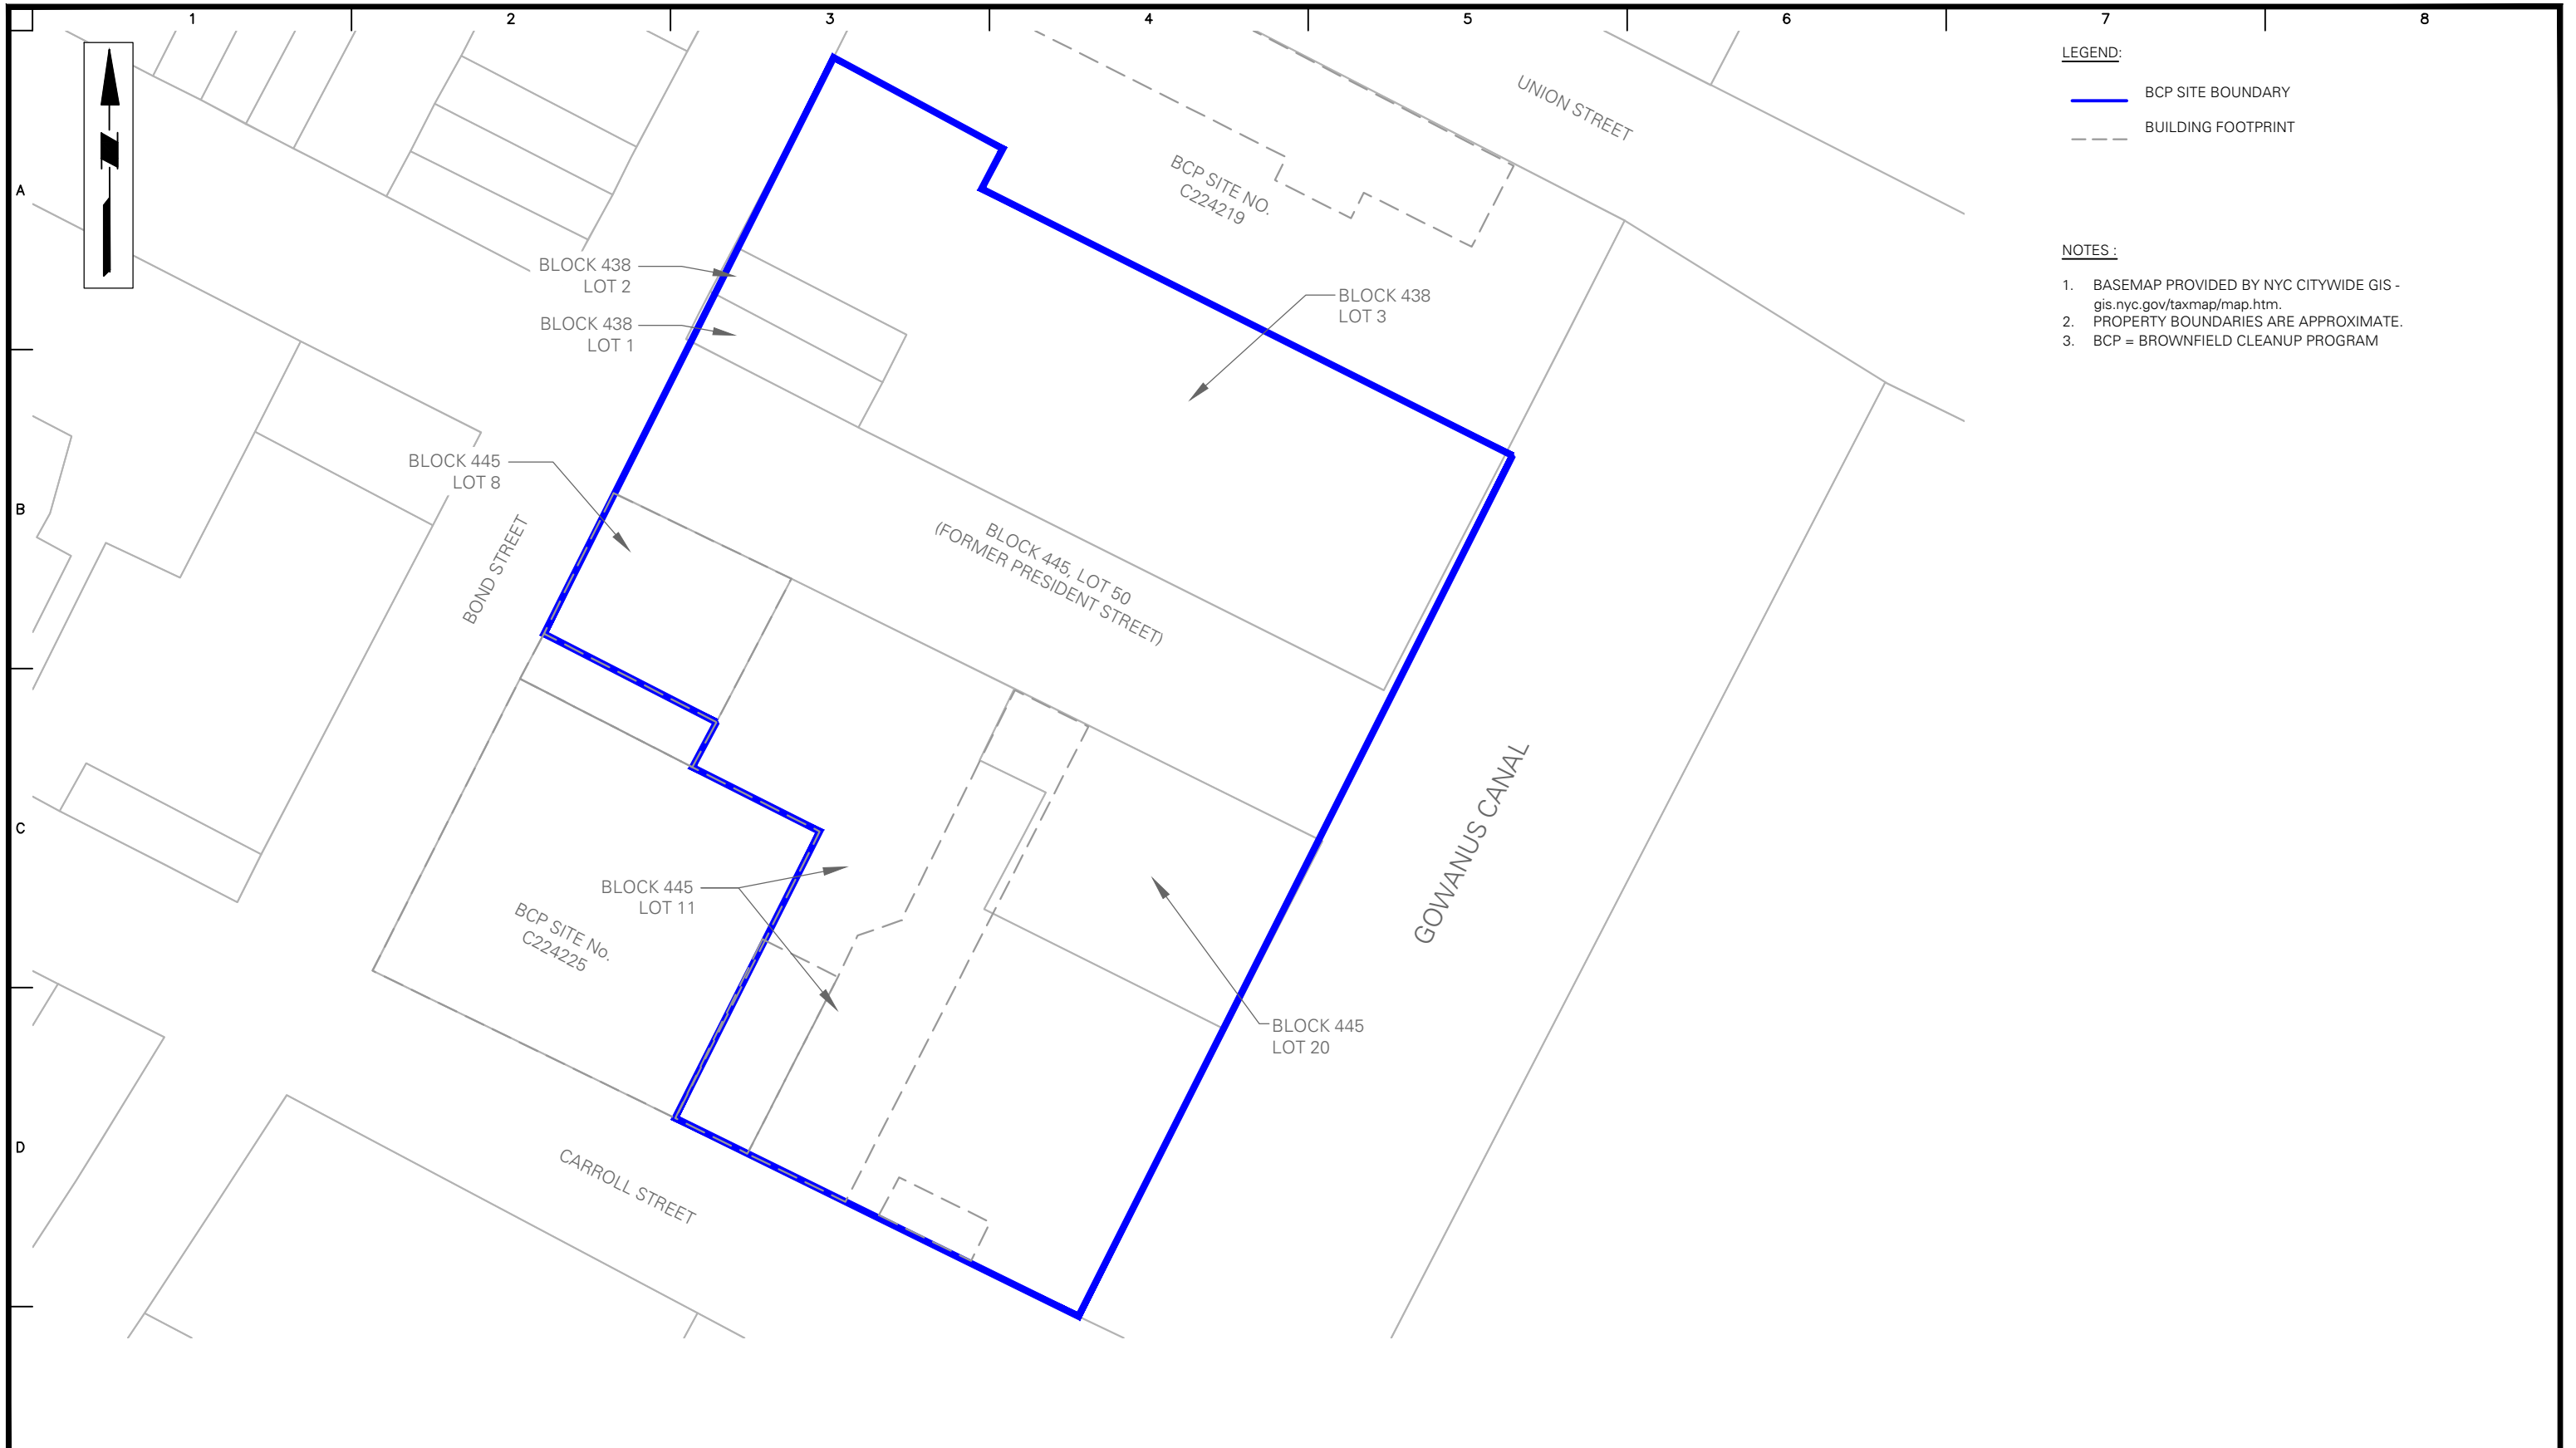 1 2 3 4 5 6 7 8
A
B
C
D
UNION STREET
BCP SITE NO.
C224219
BLOCK 438
LOT 2
BLOCK 438
LOT 1
BLOCK 438
LOT 3
BLOCK 445
LOT 8
BOND STREET
BLOCK 445, LOT 50
(FORMER PRESIDENT STREET)
GOWANUS CANAL
BLOCK 445
LOT 11
BCP SITE No.
C224225
BLOCK 445
LOT 20
CARROLL STREET
LEGEND:
BCP SITE BOUNDARY
BUILDING FOOTPRINT
NOTES :
1. BASEMAP PROVIDED BY NYC CITYWIDE GIS -
gis.nyc.gov/taxmap/map.htm.
2. PROPERTY BOUNDARIES ARE APPROXIMATE.
3. BCP = BROWNFIELD CLEANUP PROGRAM